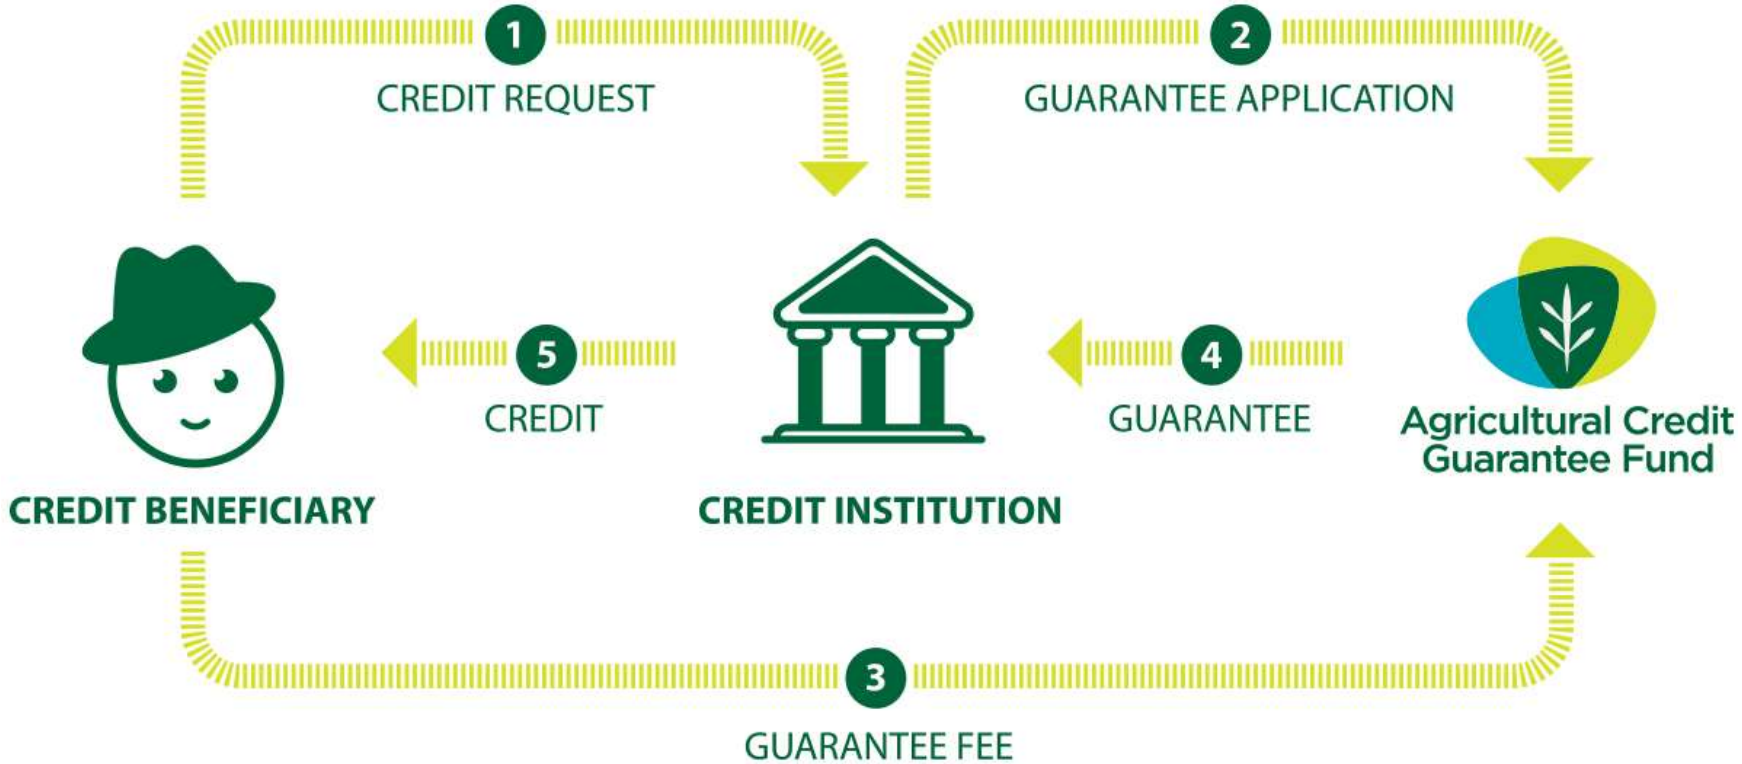 1
CREDIT REQUEST
2
GUARANTEE APPLICATION
5
CREDIT
4
GUARANTEE
Agricultural Credit
Guarantee Fund
CREDIT BENEFICIARY
CREDIT INSTITUTION
3
GUARANTEE FEE